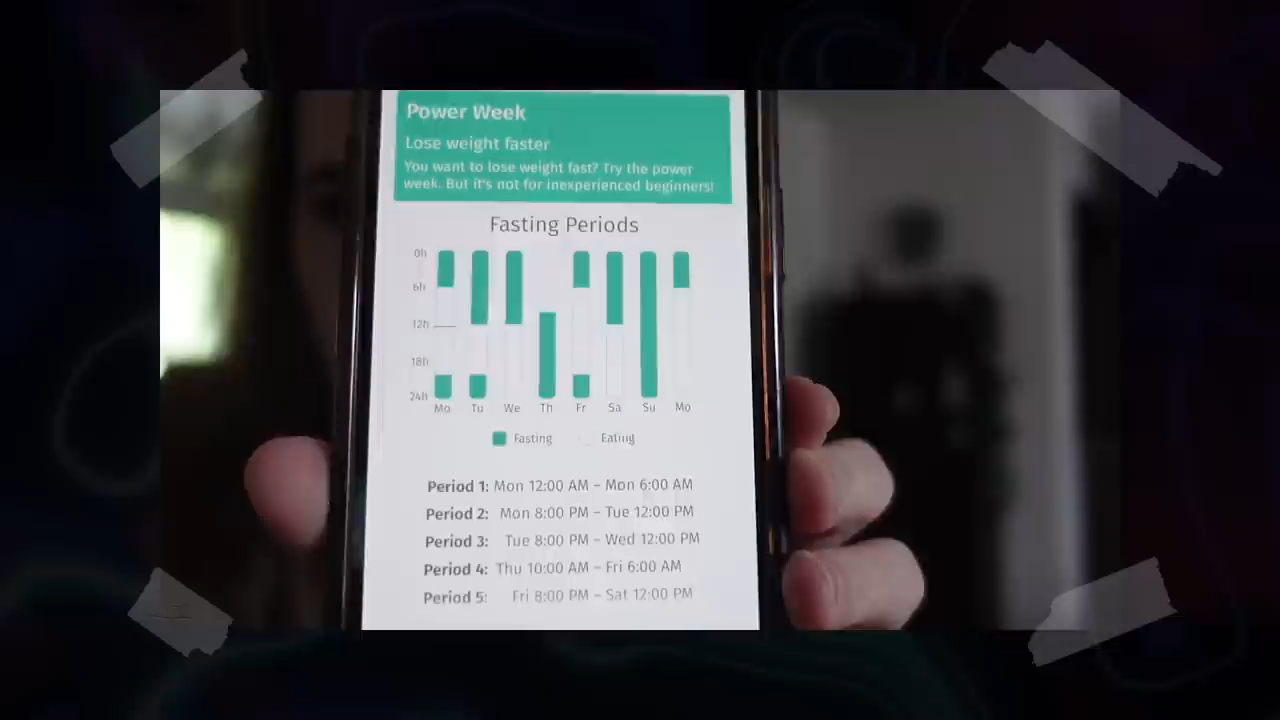 Power Week
Lose weight faster
You want to lose weight fast? Try the power
week. But it's not for inexperienced beginners!
Fasting Periods
0h
6h
12h
18h
24h
Mo Tu We Th Fr Sa Su Mo
Fasting Eating
Period 1: Mon 12:00 AM – Mon 6:00 AM
Period 2: Mon 8:00 PM – Tue 12:00 PM
Period 3: Tue 8:00 PM – Wed 12:00 PM
Period 4: Thu 10:00 AM – Fri 6:00 AM
Period 5: Fri 8:00 PM – Sat 12:00 PM